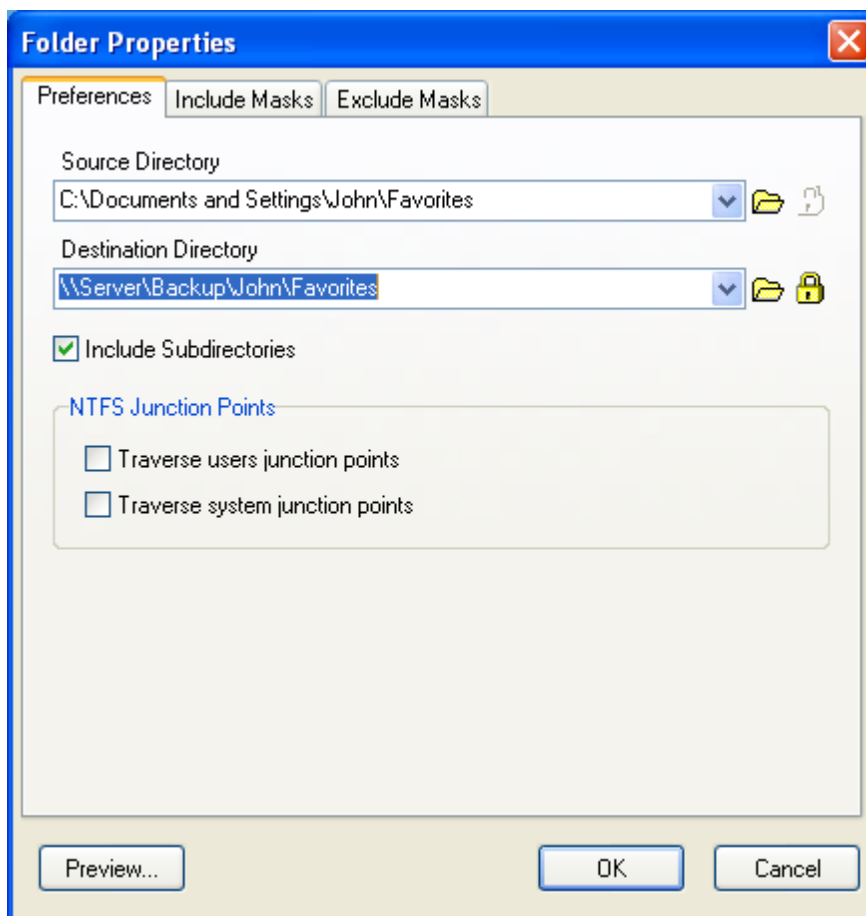 Folder Properties
Preferences Include Masks Exclude Masks
Source Directory
C:\Documents and Settings\John\Favorites
Destination Directory
\\Server\Backup\John\Favorites
Include Subdirectories
NTFS Junction Points
Traverse users junction points
Traverse system junction points
Preview... OK Cancel